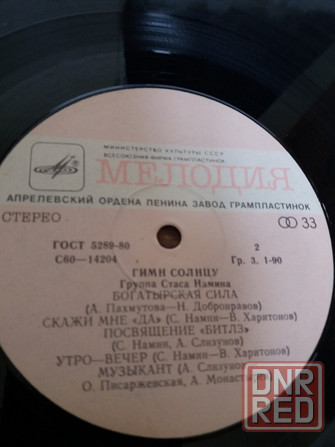 МИНИСТЕРСТВО КУЛЬТУРЫ СССР
ВСЕСОЮЗНАЯ ФИРМА ГРАМПЛАСТИНОК
МЕЛОДИЯ
АПРЕЛЕВСКИЙ ОРДЕНА ЛЕНИНА ЗАВОД ГРАМПЛАСТИНОК
СТЕРЕО
33
ГОСТ 5289-80
2
С60-14204
Гр. 3. 1-90
ГИМН СОЛНЦУ
Группа Стаса Намина
БОГАТЫРСКАЯ СИЛА
(А. Пахмутова—Н. Добронравов)
СКАЖИ МНЕ «ДА» (С. Намин—В. Харитонов)
ПОСВЯЩЕНИЕ «БИТЛЗ»
(С. Намин, А. Слизунов)
УТРО—ВЕЧЕР (С. Намин—В. Харитонов)
МУЗЫКАНТ (А. Слизунов
О. Писаржевская, А. Монастыр
DNR
RED